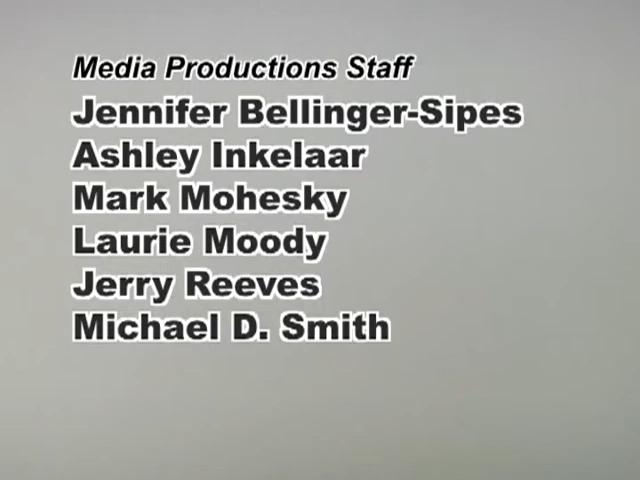 Media Productions Staff
Jennifer Bellinger-Sipes
Ashley Inkelaar
Mark Mohesky
Laurie Moody
Jerry Reeves
Michael D. Smith